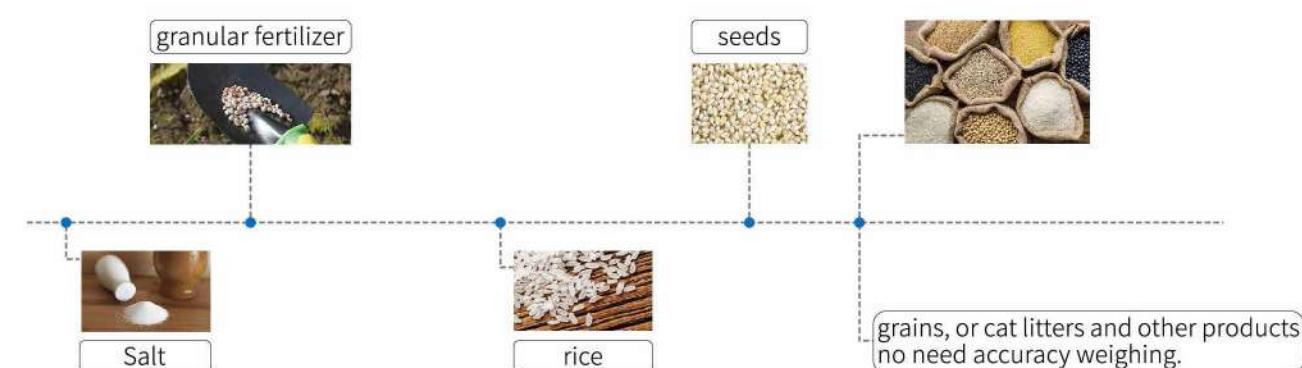 granular fertilizer
seeds
Salt
rice
grains, or cat litters and other products
no need accuracy weighing.